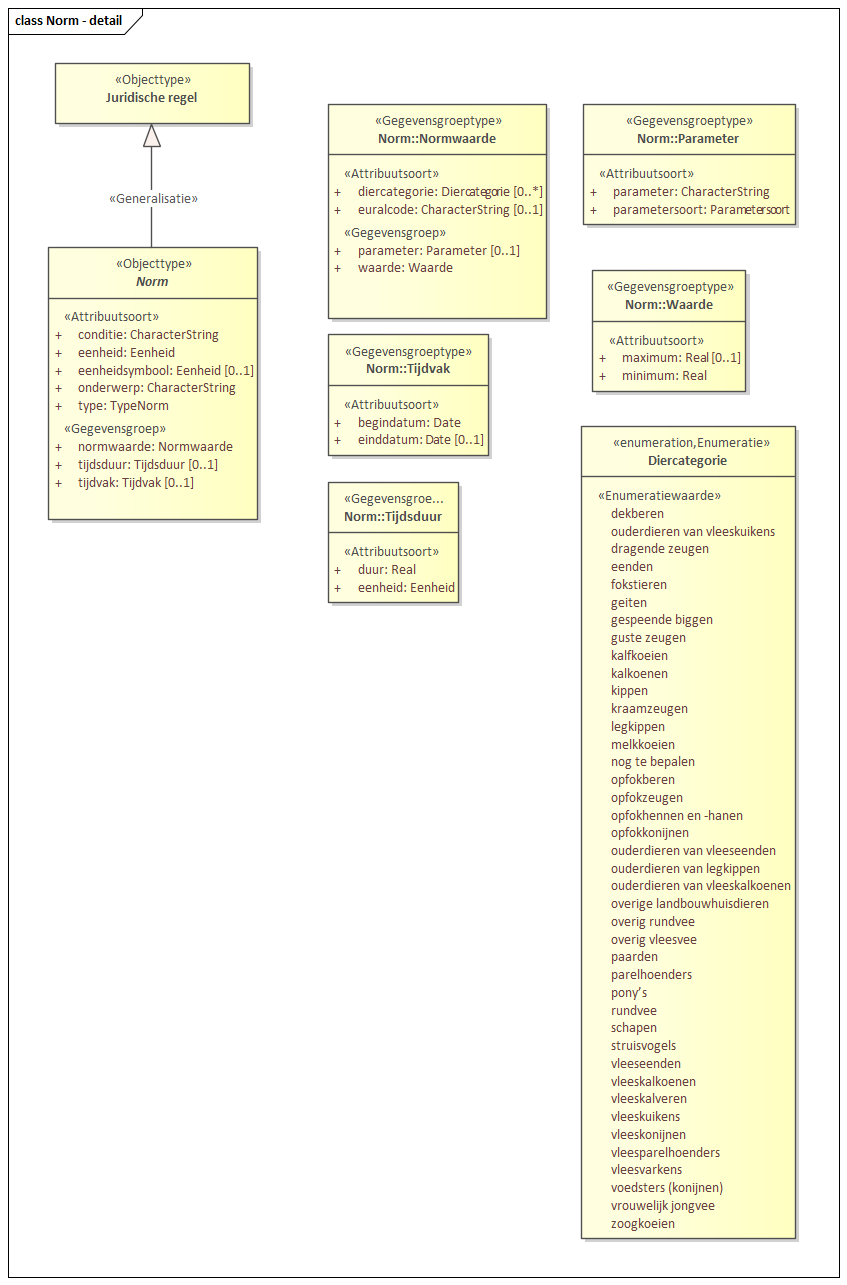 class Norm - detail
«Objecttype»
Juridische regel
«Generalisatie»
«Objecttype»
Norm
«Attribuutsoort»
+ conditie: CharacterString
+ eenheid: Eenheid
+ eenheidsymbool: Eenheid [0..1]
+ onderwerp: CharacterString
+ type: TypeNorm
«Gegevensgroep»
+ normwaarde: Normwaarde
+ tijdsduur: Tijdsduur [0..1]
+ tijdvak: Tijdvak [0..1]
«Gegevensgroeptype»
Norm::Normwaarde
«Attribuutsoort»
+ diercategorie: Diercategorie [0..*]
+ euralcode: CharacterString [0..1]
«Gegevensgroep»
+ parameter: Parameter [0..1]
+ waarde: Waarde
«Gegevensgroeptype»
Norm::Tijdvak
«Attribuutsoort»
+ begindatum: Date
+ einddatum: Date [0..1]
«Gegevensgroe...
Norm::Tijdsduur
«Attribuutsoort»
+ duur: Real
+ eenheid: Eenheid
«Gegevensgroeptype»
Norm::Parameter
«Attribuutsoort»
+ parameter: CharacterString
+ parametersoort: Parametersoort
«Gegevensgroeptype»
Norm::Waarde
«Attribuutsoort»
+ maximum: Real [0..1]
+ minimum: Real
«enumeration,Enumeratie»
Diercategorie
«Enumeratiewaarde»
dekberen
ouderdieren van vleeskuikens
dragende zeugen
eenden
fokstieren
geiten
gespeende biggen
guste zeugen
kalfkoeien
kalkoenen
kippen
kraamzeugen
legkippen
melkkoeien
nog te bepalen
opfokberen
opfokzeugen
opfokhennen en -hanen
opfokkonijnen
ouderdieren van vleeseenden
ouderdieren van legkippen
ouderdieren van vleeskalkoenen
overige landbouwhuisdieren
overig rundvee
overig vleesvee
paarden
parelhoenders
pony's
rundvee
schapen
struisvogels
vleeseenden
vleeskalkoenen
vleeskalveren
vleeskuikens
vleeskonijnen
vleesparelhoenders
vleesvarkens
voedsters (konijnen)
vrouwelijk jongvee
zoogkoeien